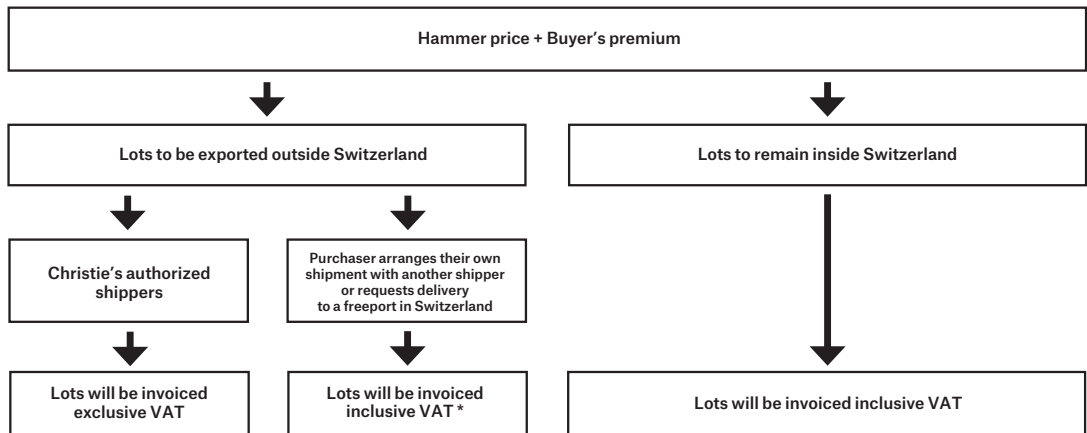 Hammer price + Buyer's premium
Lots to be exported outside Switzerland
Lots to remain inside Switzerland
Christie's authorized
shippers
Purchaser arranges their own
shipment with another shipper
or requests delivery
to a freeport in Switzerland
Lots will be invoiced
exclusive VAT
Lots will be invoiced
inclusive VAT *
Lots will be invoiced inclusive VAT